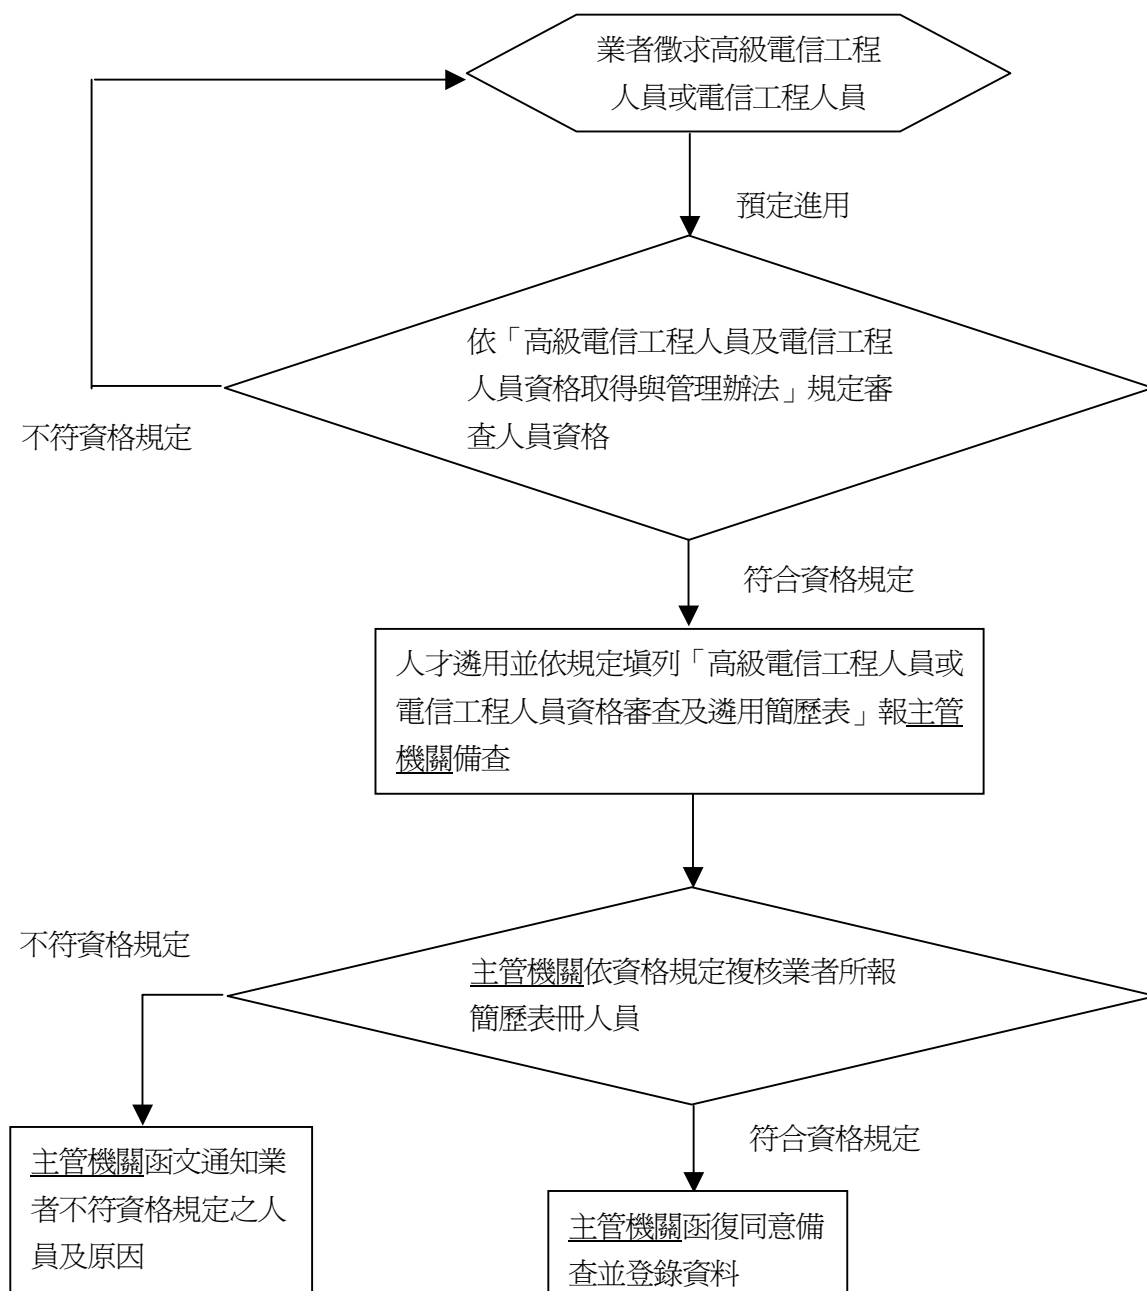 業者徵求高級電信工程
人員或電信工程人員
預定進用
依「高級電信工程人員及電信工程
人員資格取得與管理辦法」規定審
查人員資格
不符資格規定
符合資格規定
人才遴用並依規定填列「高級電信工程人員或
電信工程人員資格審查及遴用簡歷表」報主管
機關備查
不符資格規定
主管機關依資格規定複核業者所報
簡歷表冊人員
符合資格規定
主管機關函文通知業
者不符資格規定之人
員及原因
主管機關函復同意備
查並登錄資料